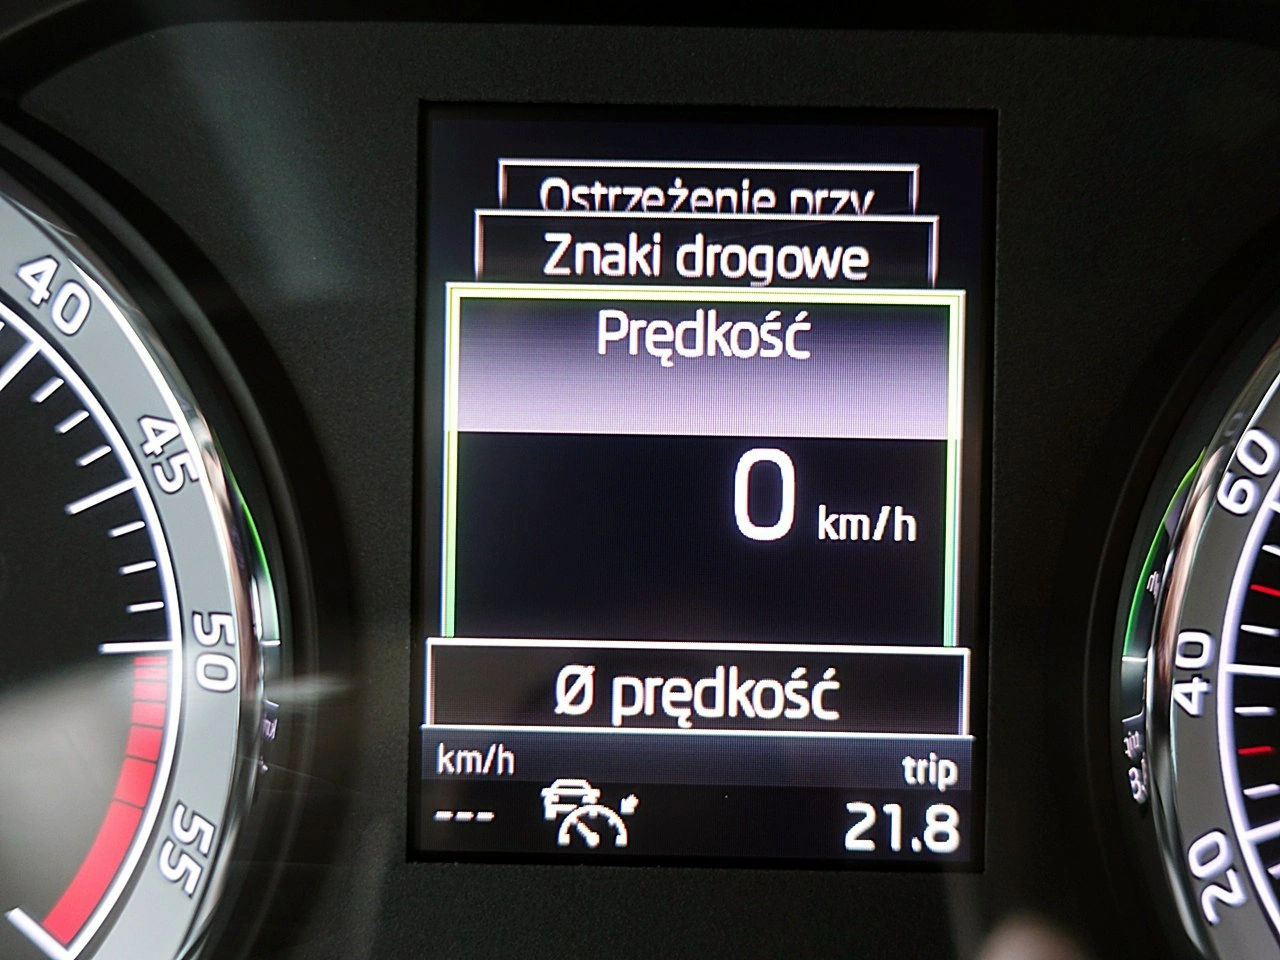 Ostrzeżenie przy
Znaki drogowe
Prędkość
0 km/h
Ø prędkość
km/h trip
--- 21.8
40
45
50
55
60
40
20